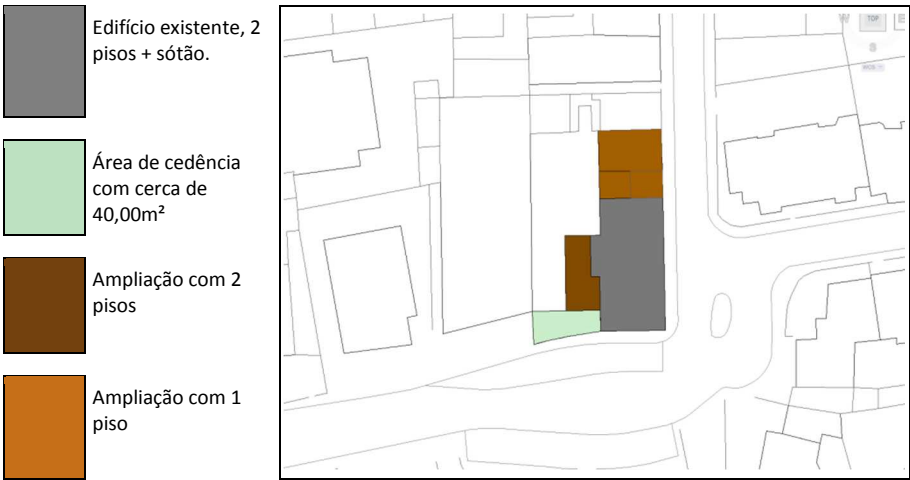 Edifício existente, 2
pisos + sótão.
Área de cedência
com cerca de
40,00m²
Ampliação com 2
pisos
Ampliação com 1
piso
TOP
S